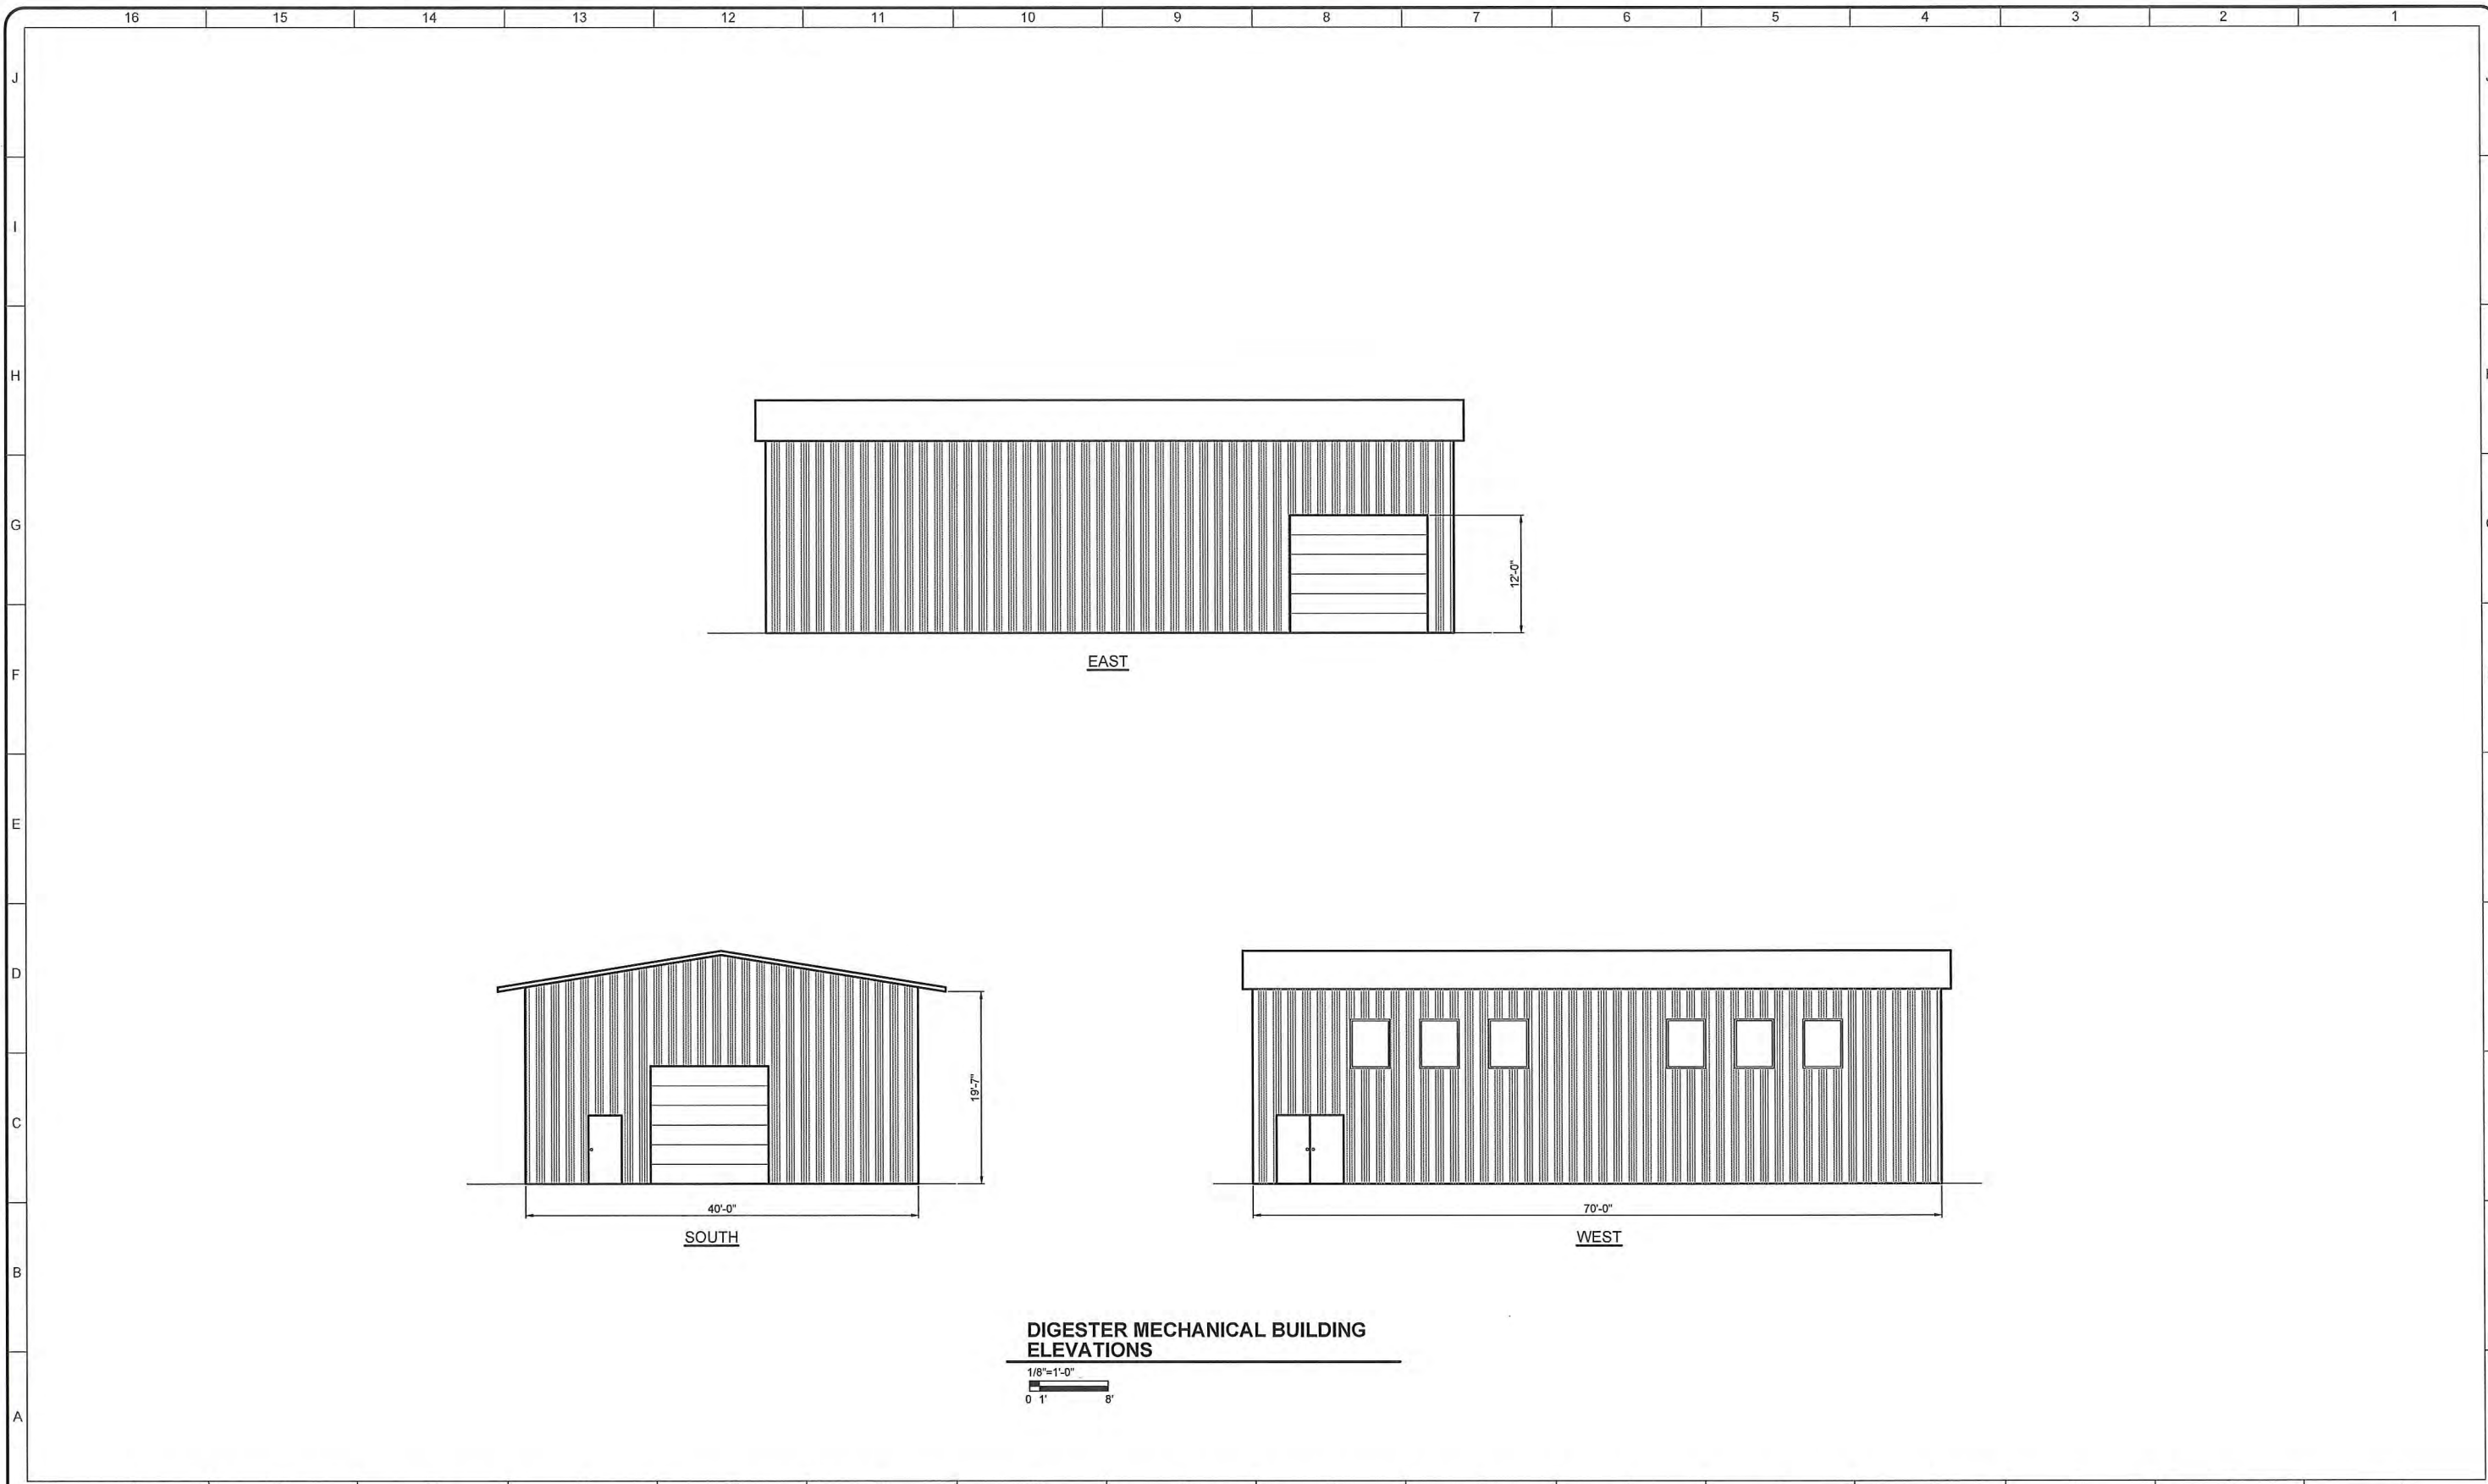 16 15 14 13 12 11 10 9 8 7 6 5 4 3 2 1
J
I
H
G
F
E
D
C
B
A
12'-0"
EAST
19'-7"
40'-0"
SOUTH
70'-0"
WEST
DIGESTER MECHANICAL BUILDING
ELEVATIONS
1/8"=1'-0"
0 1' 8'